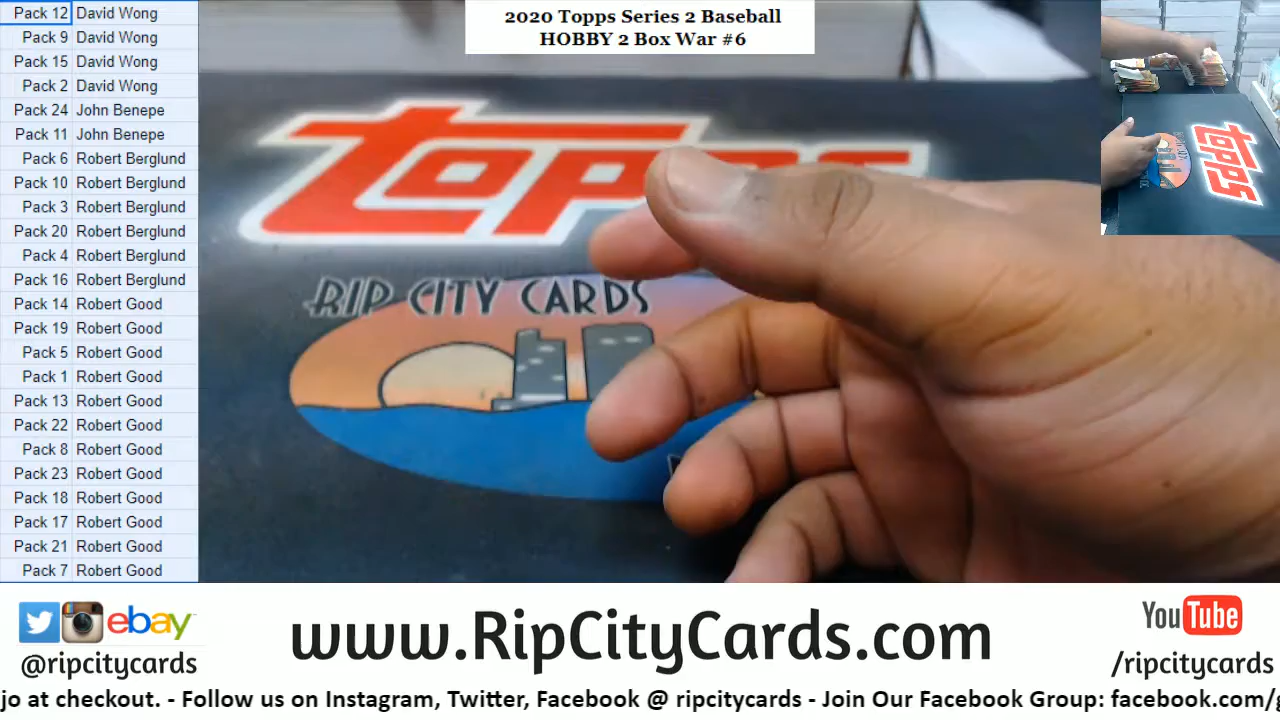 Pack 12 David Wong
Pack 9 David Wong
Pack 15 David Wong
Pack 2 David Wong
Pack 24 John Benepe
Pack 11 John Benepe
Pack 6 Robert Berglund
Pack 10 Robert Berglund
Pack 3 Robert Berglund
Pack 20 Robert Berglund
Pack 4 Robert Berglund
Pack 16 Robert Berglund
Pack 14 Robert Good
Pack 19 Robert Good
Pack 5 Robert Good
Pack 1 Robert Good
Pack 13 Robert Good
Pack 22 Robert Good
Pack 8 Robert Good
Pack 23 Robert Good
Pack 18 Robert Good
Pack 17 Robert Good
Pack 21 Robert Good
Pack 7 Robert Good
2020 Topps Series 2 Baseball
HOBBY 2 Box War #6
topps
RIP CITY CARDS
topps
ebay
@ripcitycards
www.RipCityCards.com
YouTube
/ripcitycards
jo at checkout. - Follow us on Instagram, Twitter, Facebook @ ripcitycards - Join Our Facebook Group: facebook.com/g